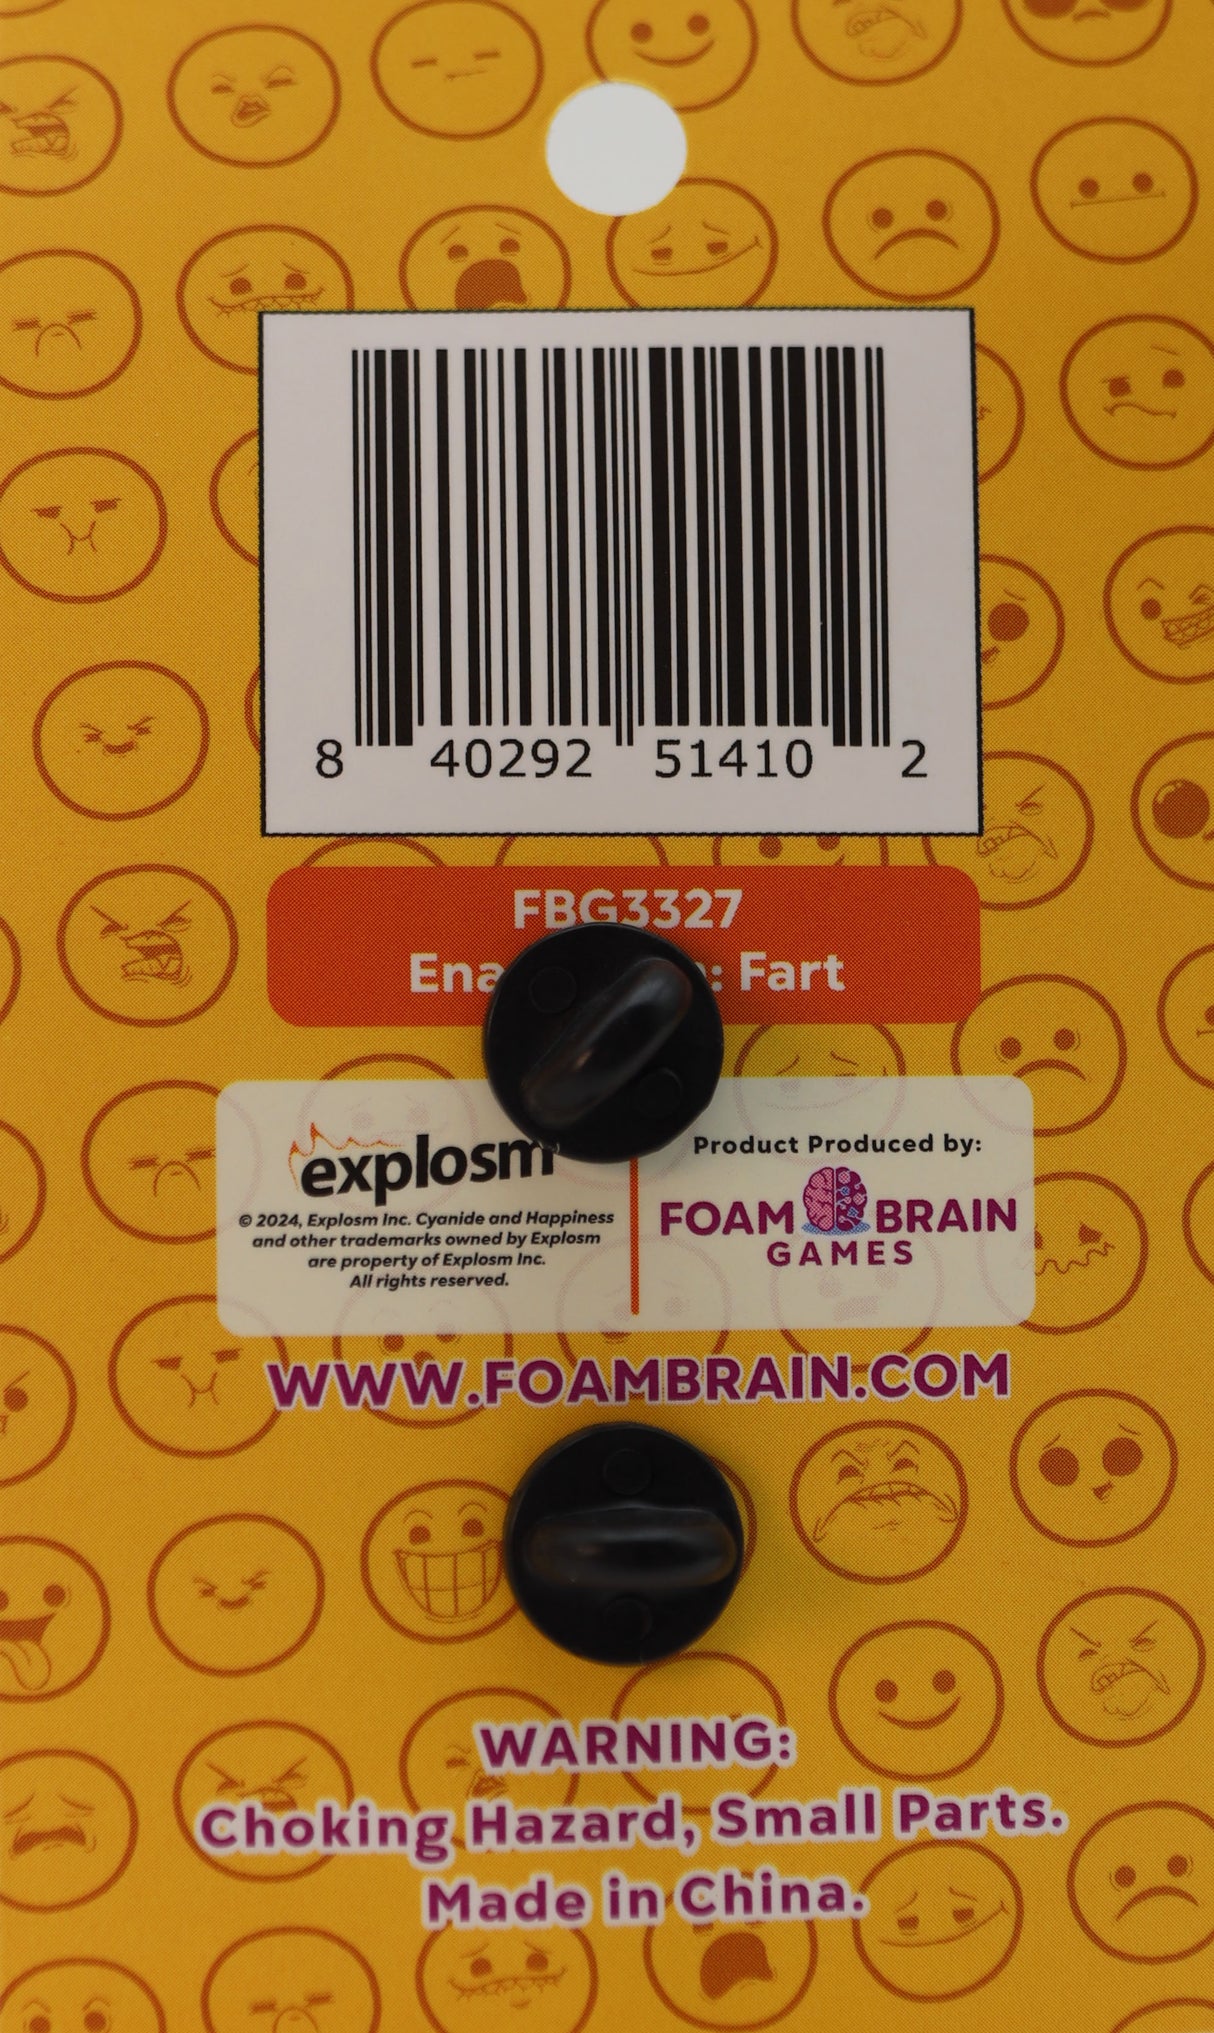 8 40292 51410 2
FBG3327
: Fart
explosm
Product Produced by:
FOAM BRAIN
GAMES
© 2024, Explosm Inc. Cyanide and Happiness
and other trademarks owned by Explosm
are property of Explosm Inc.
All rights reserved.
WWW.FOAMBRAIN.COM
WARNING:
Choking Hazard, Small Parts.
Made in China.